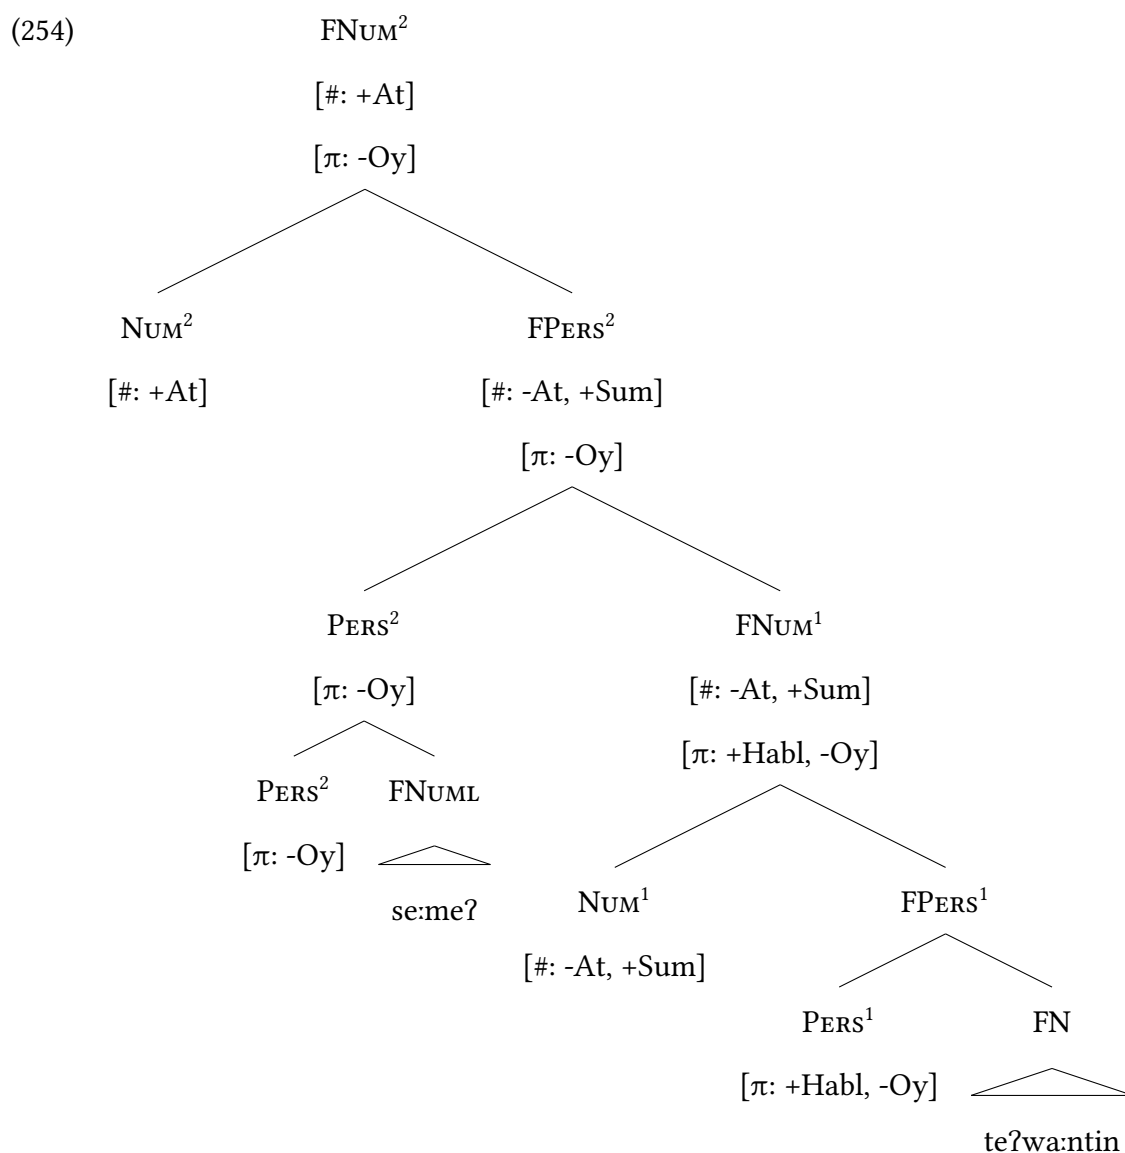 (254) FNum²
[#: +At]
[π: -Oy]
Num² FPers²
[#: +At] [#: -At, +Sum]
[π: -Oy]
Pers² FNum¹
[π: -Oy] [#: -At, +Sum]
[π: +Habl, -Oy]
Pers² FNumL
[π: -Oy]
se:meʔ Num¹ FPers¹
[#: -At, +Sum]
Pers¹ FN
[π: +Habl, -Oy]
teʔwa:ntin